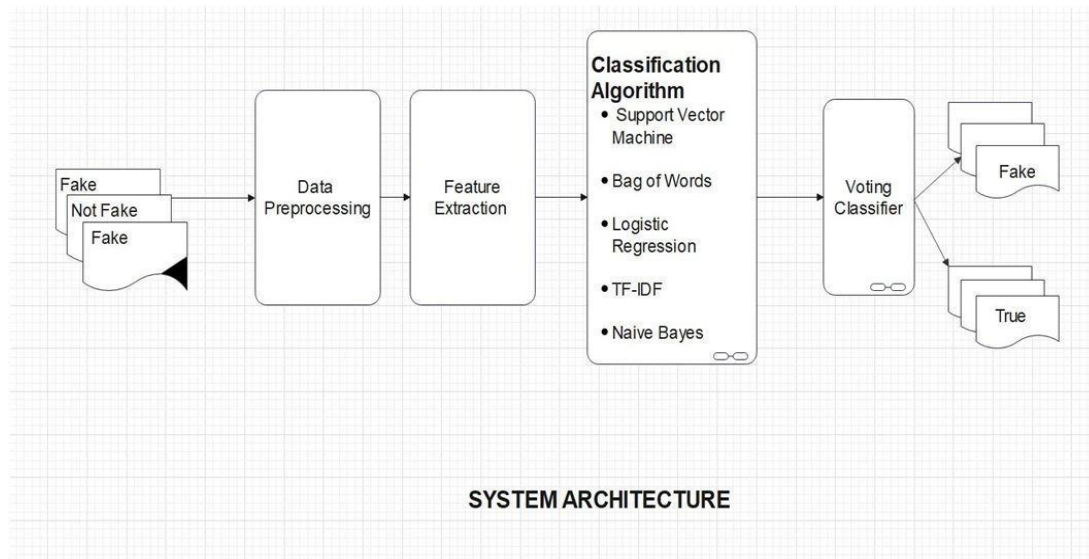 Fake
Not Fake
Fake
Data
Preprocessing
Feature
Extraction
Classification
Algorithm
• Support Vector
Machine
• Bag of Words
• Logistic
Regression
• TF-IDF
• Naive Bayes
Voting
Classifier
Fake
True
SYSTEM ARCHITECTURE